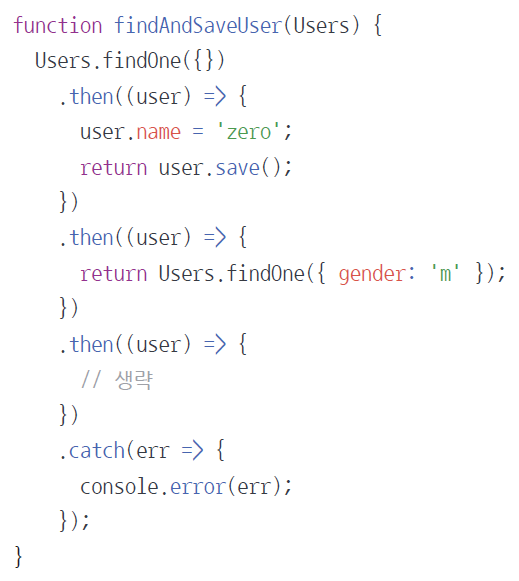 function findAndSaveUser(Users) {
  Users.findOne({})
    .then((user) => {
      user.name = 'zero';
      return user.save();
    })
    .then((user) => {
      return Users.findOne({ gender: 'm' });
    })
    .then((user) => {
      // 생략
    })
    .catch(err => {
      console.error(err);
    });
}